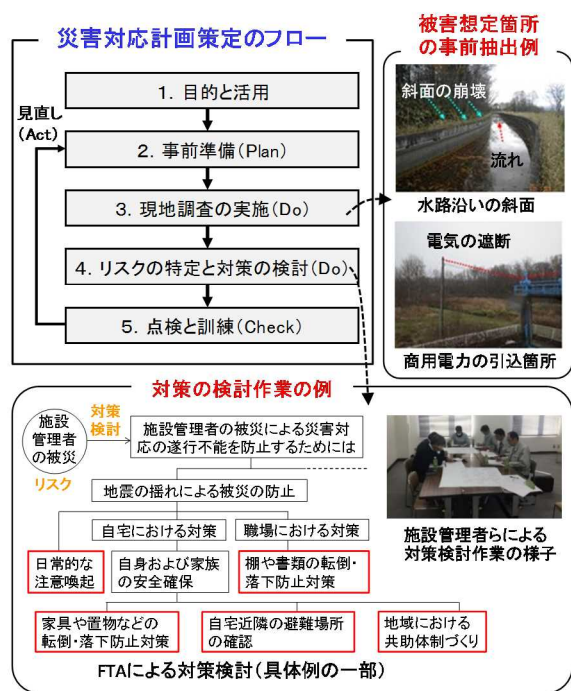 災害対応計画策定のフロー
1. 目的と活用
見直し
(Act)
2. 事前準備(Plan)
3. 現地調査の実施(Do)
4. リスクの特定と対策の検討(Do)
5. 点検と訓練(Check)
被害想定箇所
の事前抽出例
斜面の崩壊
流れ
水路沿いの斜面
電気の遮断
商用電力の引込箇所
対策の検討作業の例
施設
管理者
の被災
リスク
対策
検討
施設管理者の被災による災害対
応の遂行不能を防止するためには
地震の揺れによる被災の防止
自宅における対策
職場における対策
日常的な
注意喚起
自身および家族
の安全確保
棚や書類の転倒・
落下防止対策
家具や置物などの
転倒・落下防止対策
自宅近隣の避難場所
の確認
地域における
共助体制づくり
FTAによる対策検討(具体例の一部)
施設管理者らによる
対策検討作業の様子